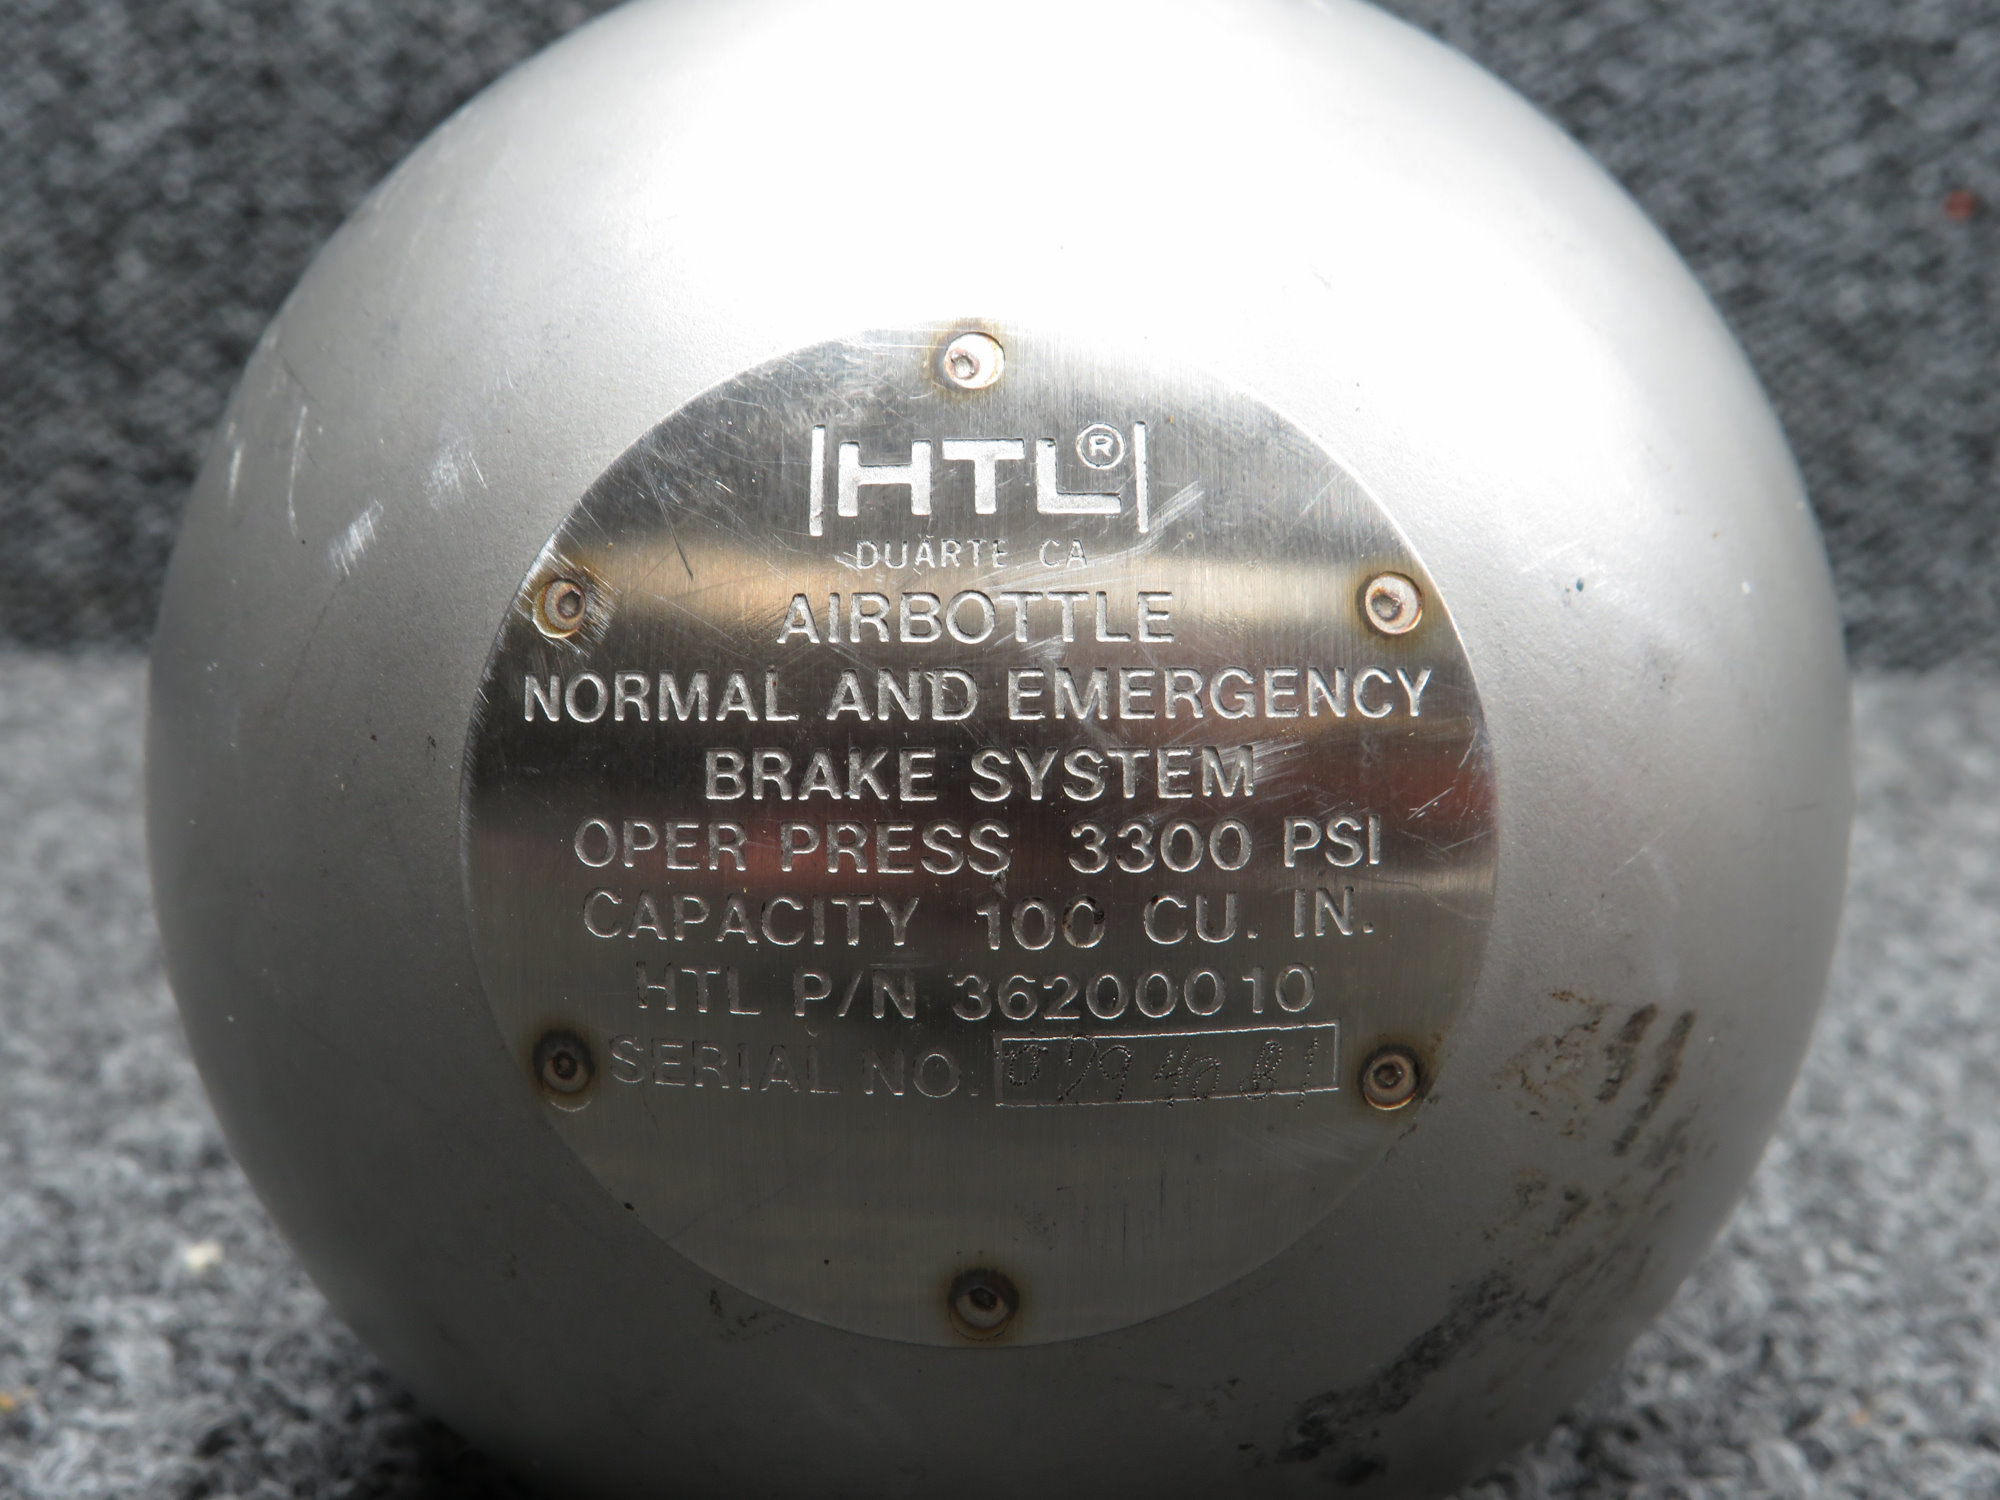 HTL®
DUARTE CA
AIRBOTTLE
NORMAL AND EMERGENCY
BRAKE SYSTEM
OPER PRESS 3300 PSI
CAPACITY 100 CU. IN.
HTL P/N 36200010
SERIAL NO.